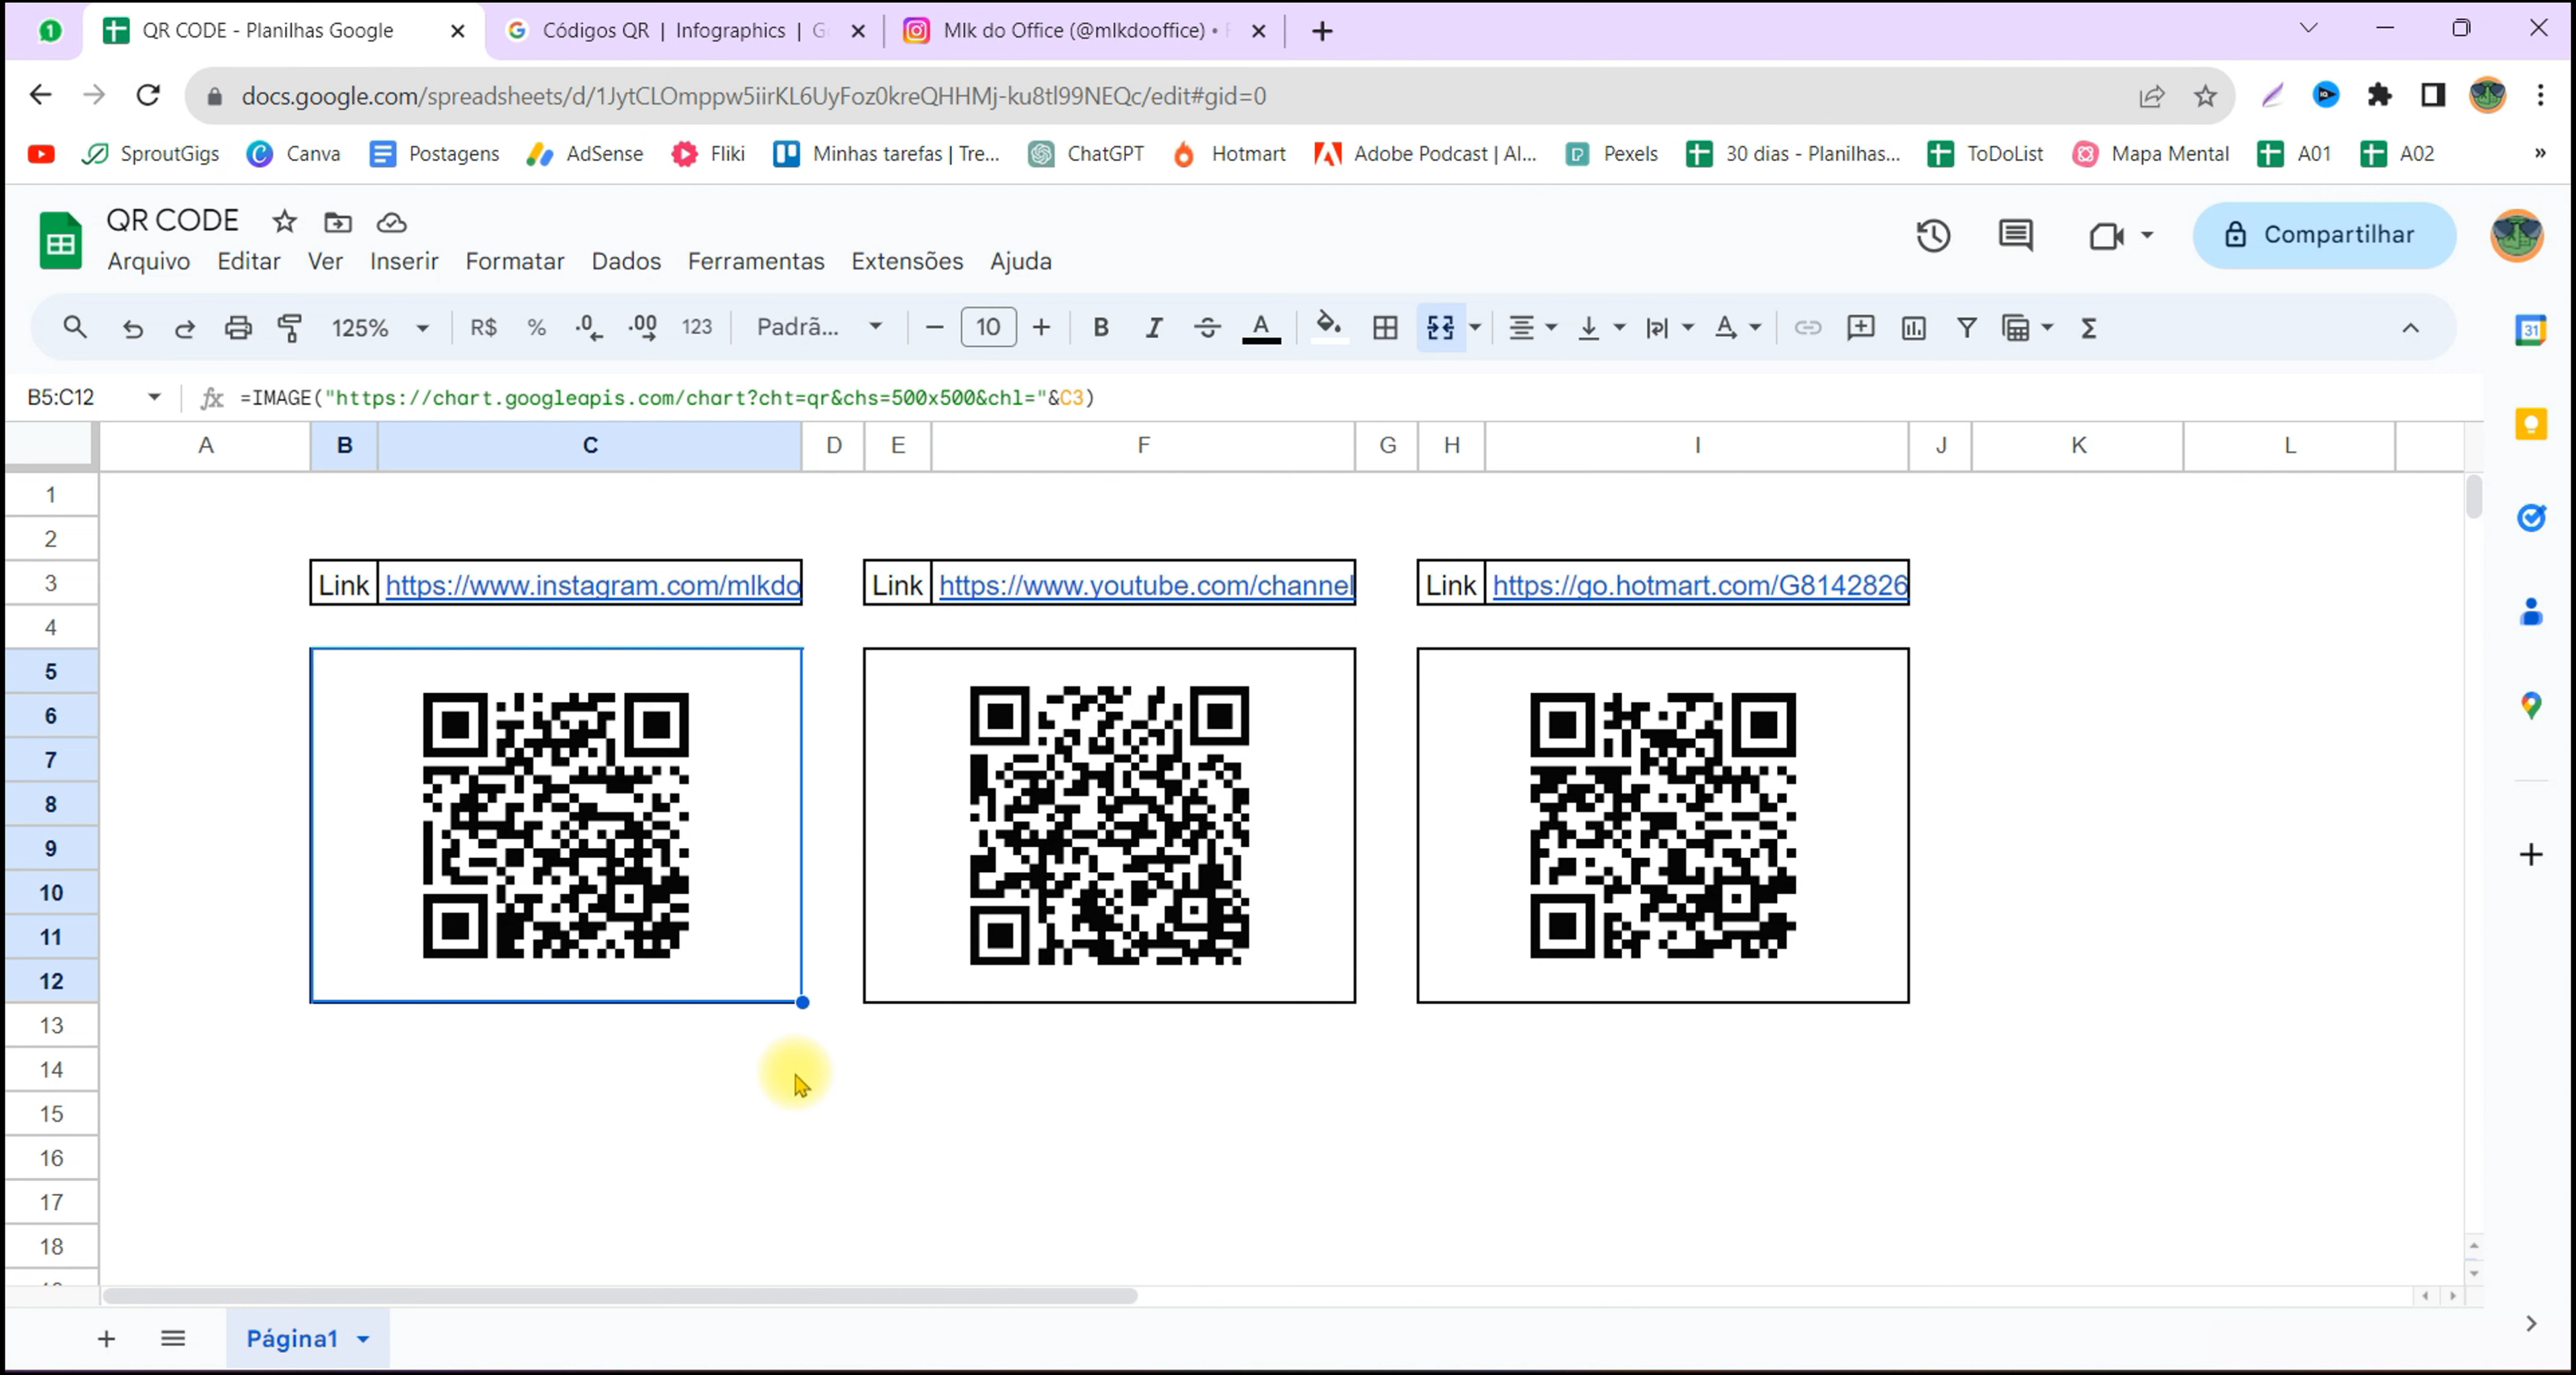 1
QR CODE - Planilhas Google
Códigos QR | Infographics | G
Mlk do Office (@mlkdooffice) •
docs.google.com/spreadsheets/d/1JytCLOmppw5iirKL6UyFoz0kreQHHMj-ku8tl99NEQc/edit#gid=0
SproutGigs
Canva
Postagens
AdSense
Fliki
Minhas tarefas | Tre...
ChatGPT
Hotmart
Adobe Podcast | AI...
Pexels
30 dias - Planilhas...
ToDoList
Mapa Mental
A01
A02
»
QR CODE
Arquivo Editar Ver Inserir Formatar Dados Ferramentas Extensões Ajuda
Compartilhar
125% R$ % .0 .00 123 Padrã... 10 B I A Σ
31
B5:C12 fx =IMAGE("https://chart.googleapis.com/chart?cht=qr&chs=500x500&chl="&C3)
A B C D E F G H I J K L
1
2
3 Link https://www.instagram.com/mlkdo Link https://www.youtube.com/channel Link https://go.hotmart.com/G8142826
4
5
6
7
8
9
10
11
12
13
14
15
16
17
18
Página1